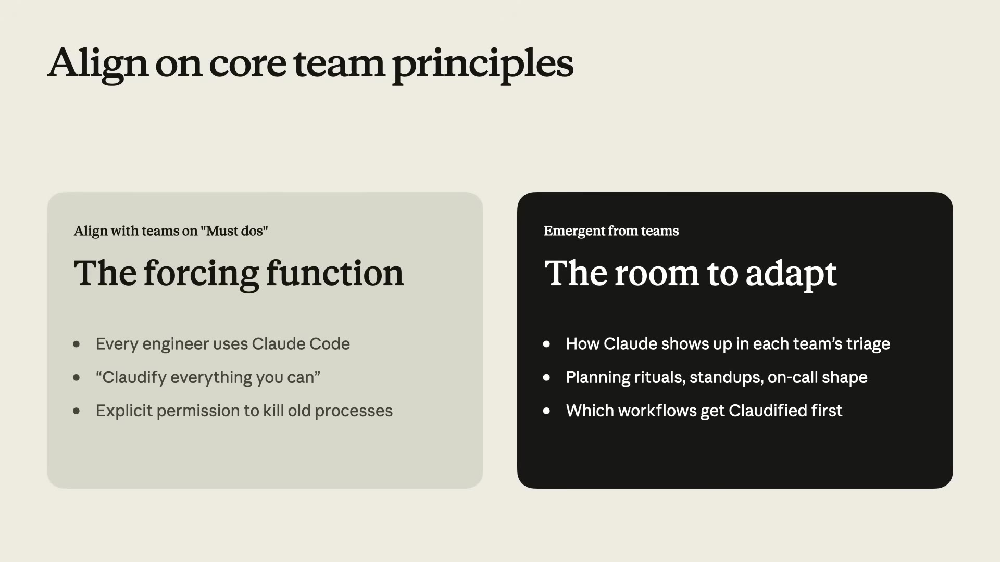 Align on core team principles
Align with teams on "Must dos"
The forcing function
• Every engineer uses Claude Code
• “Claudify everything you can”
• Explicit permission to kill old processes
Emergent from teams
The room to adapt
• How Claude shows up in each team’s triage
• Planning rituals, standups, on-call shape
• Which workflows get Claudified first